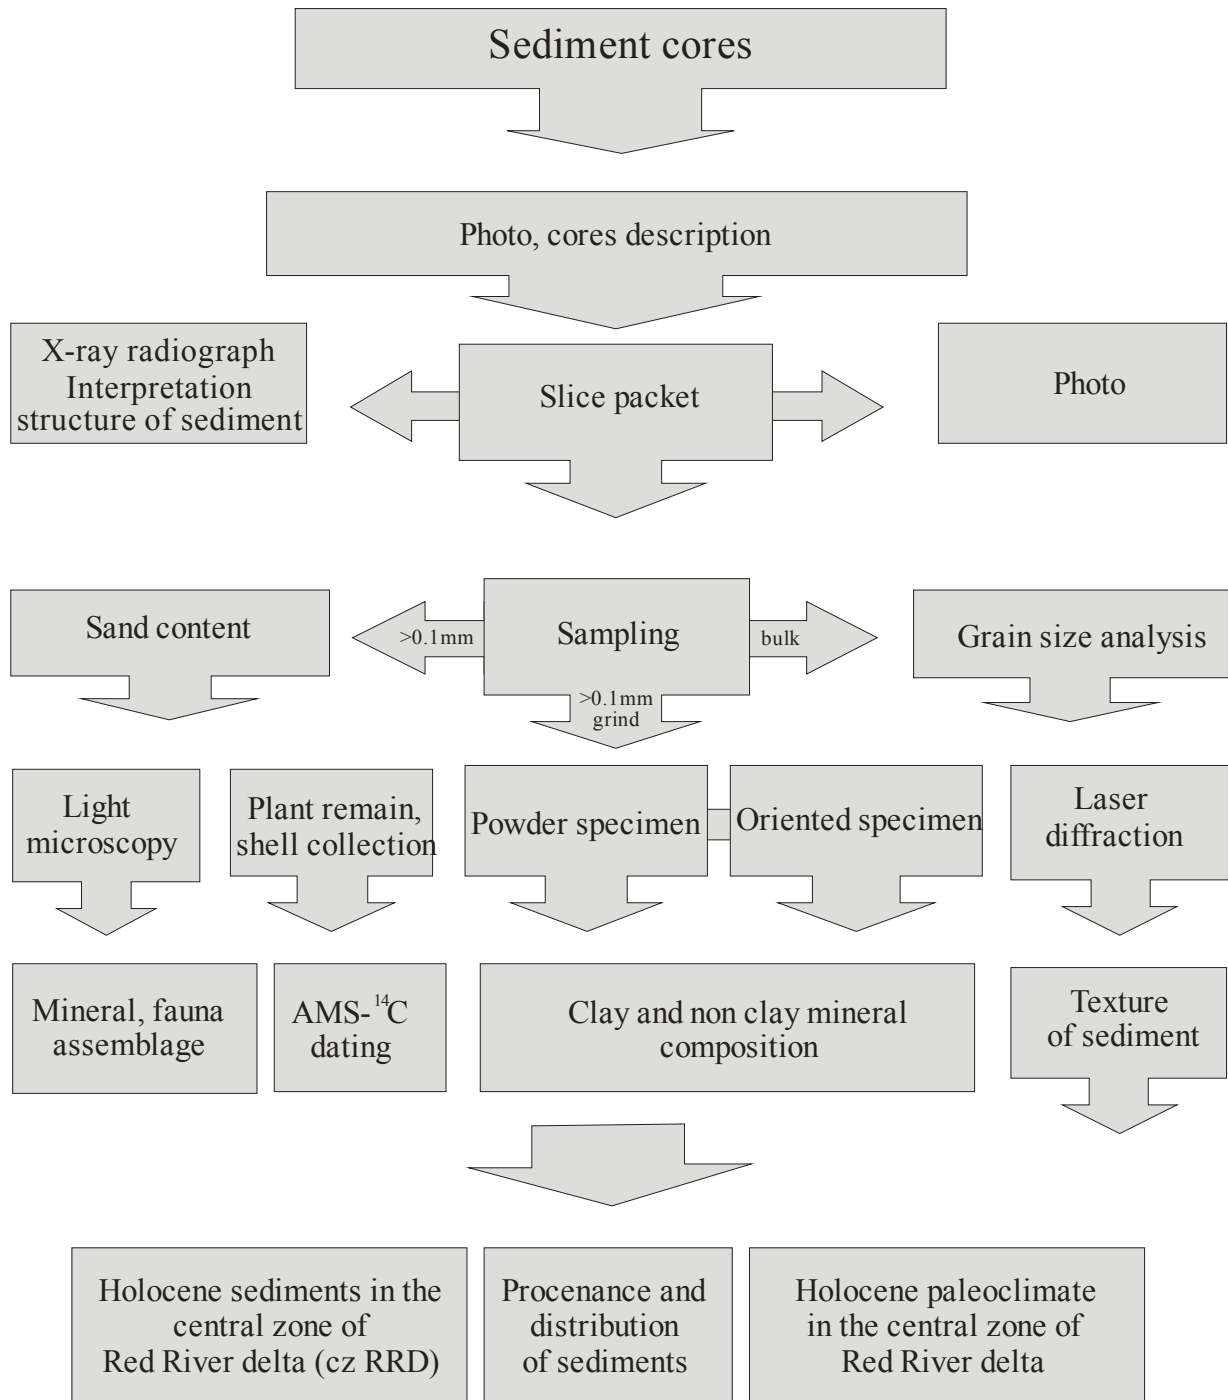 Sediment cores
Photo, cores description
X-ray radiograph
Interpretation
structure of sediment
Slice packet
Photo
Sand content
>0.1mm
Sampling
bulk
Grain size analysis
>0.1mm
grind
Light
microscopy
Plant remain,
shell collection
Powder specimen
Oriented specimen
Laser
diffraction
Mineral, fauna
assemblage
AMS-¹⁴C
dating
Clay and non clay mineral
composition
Texture
of sediment
Holocene sediments in the
central zone of
Red River delta (cz RRD)
Procenance and
distribution
of sediments
Holocene paleoclimate
in the central zone of
Red River delta